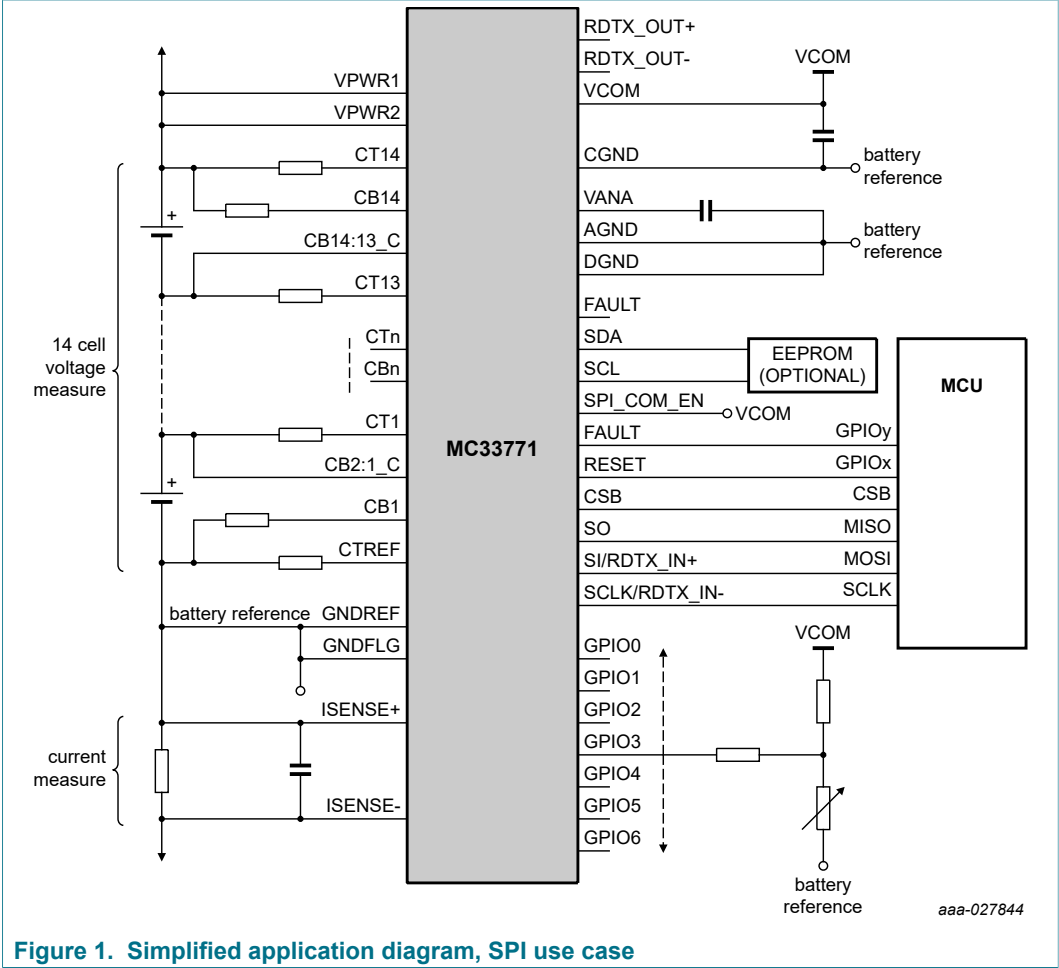 RDTX_OUT+
RDTX_OUT-
VCOM
VCOM
VPWR1
VPWR2
CT14
CB14
CB14:13_C
CT13
CTn
CBn
CT1
CB2:1_C
CB1
CTREF
battery reference
GNDREF
GNDFLG
ISENSE+
ISENSE-
14 cell
voltage
measure
current
measure
MC33771
CGND
battery
reference
VANA
AGND
DGND
battery
reference
FAULT
SDA
SCL
EEPROM
(OPTIONAL)
SPI_COM_EN
VCOM
FAULT
RESET
CSB
SO
SI/RDTX_IN+
SCLK/RDTX_IN-
MCU
GPIOy
GPIOx
CSB
MISO
MOSI
SCLK
GPIO0
GPIO1
GPIO2
GPIO3
GPIO4
GPIO5
GPIO6
VCOM
battery
reference
aaa-027844
Figure 1. Simplified application diagram, SPI use case